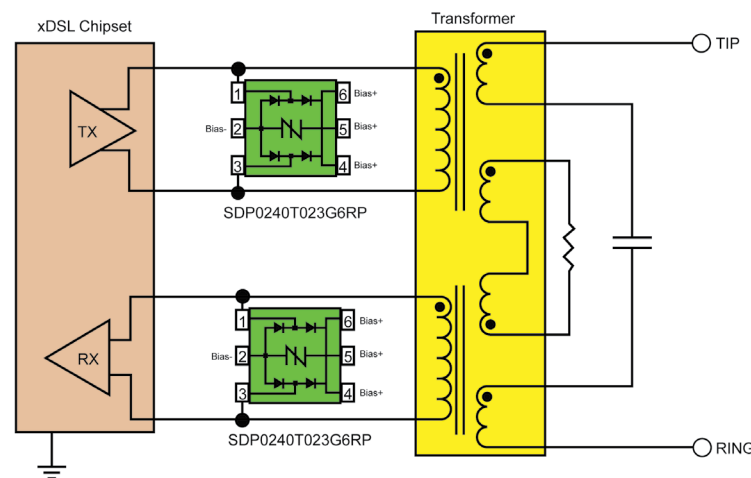 xDSL Chipset
Transformer
TIP
1
6 Bias+
TX
Bias- 2
5 Bias+
3
4 Bias+
SDP0240T023G6RP
1
6 Bias+
RX
Bias- 2
5 Bias+
3
4 Bias+
SDP0240T023G6RP
RING